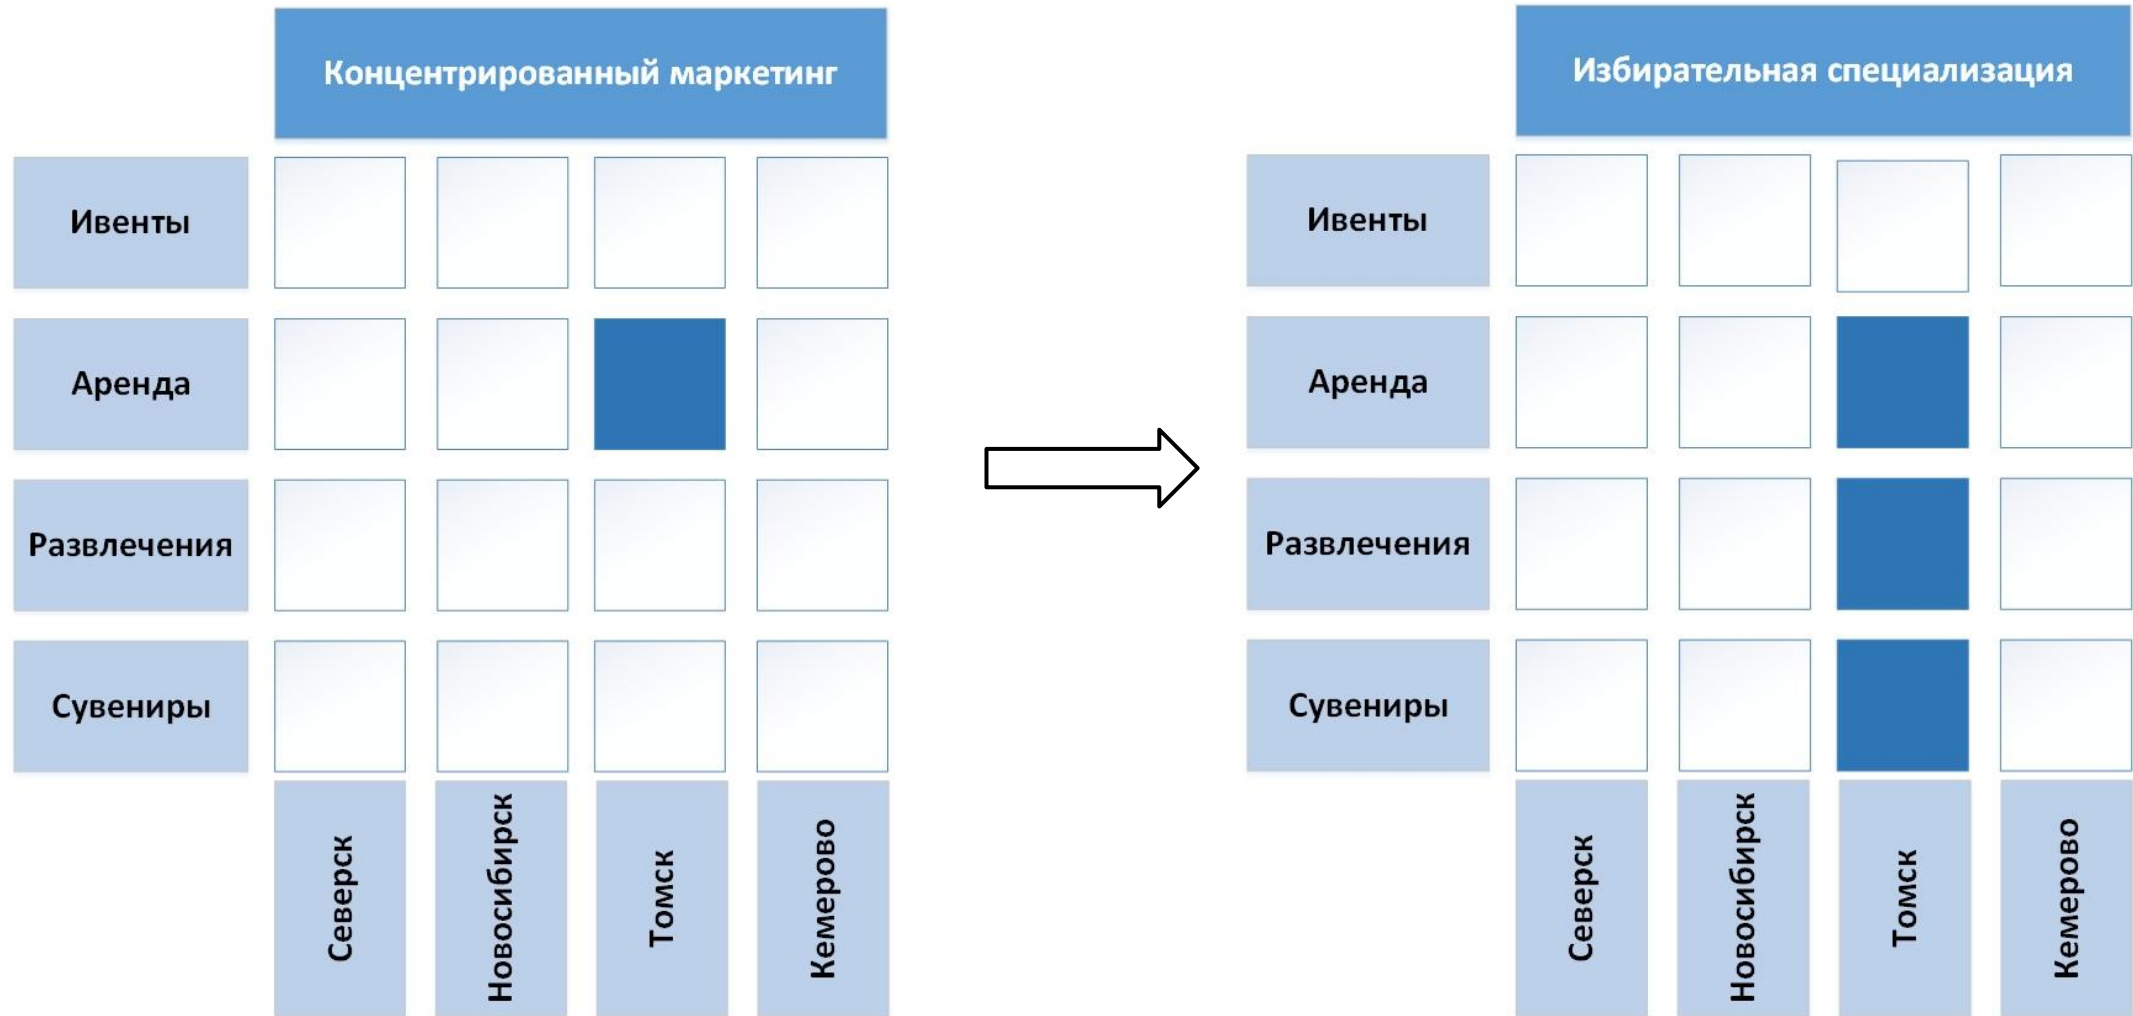 Концентрированный маркетинг
Ивенты
Аренда
Развлечения
Сувениры
Северск
Новосибирск
Томск
Кемерово
Избирательная специализация
Ивенты
Аренда
Развлечения
Сувениры
Северск
Новосибирск
Томск
Кемерово